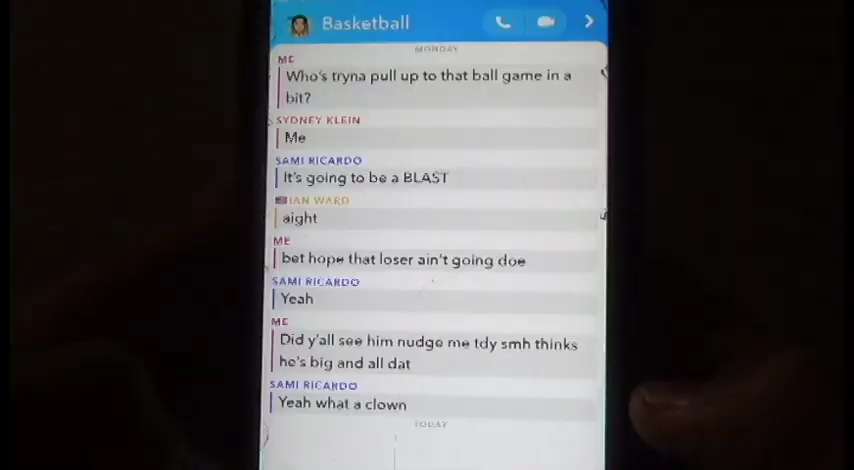 Basketball
MONDAY
ME
Who's tryna pull up to that ball game in a
bit?
SYDNEY KLEIN
Me
SAMI RICARDO
It's going to be a BLAST
IAN WARD
aight
ME
bet hope that loser ain't going doe
SAMI RICARDO
Yeah
ME
Did y'all see him nudge me tdy smh thinks
he's big and all dat
SAMI RICARDO
Yeah what a clown
TODAY